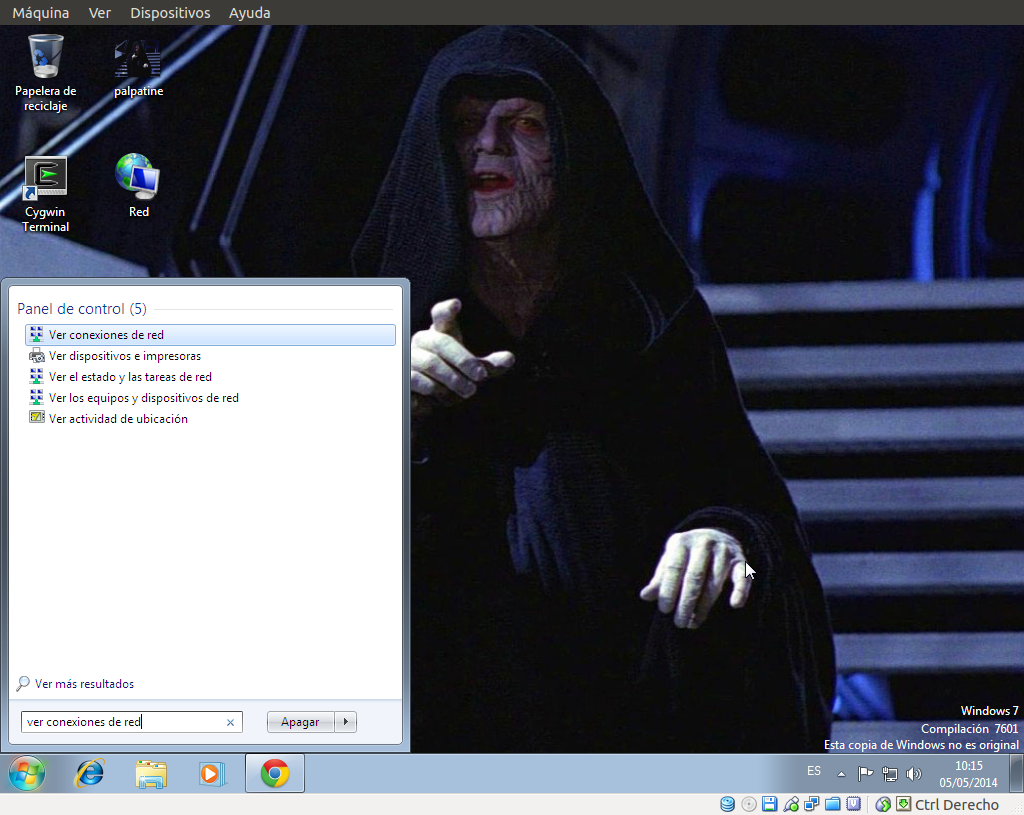 Máquina Ver Dispositivos Ayuda
Papelera de
reciclaje
palpatine
Cygwin
Terminal
Red
Panel de control (5)
Ver conexiones de red
Ver dispositivos e impresoras
Ver el estado y las tareas de red
Ver los equipos y dispositivos de red
Ver actividad de ubicación
Ver más resultados
ver conexiones de red
Apagar
Windows 7
Compilación 7601
Esta copia de Windows no es original
ES
10:15
05/05/2014
Ctrl Derecho